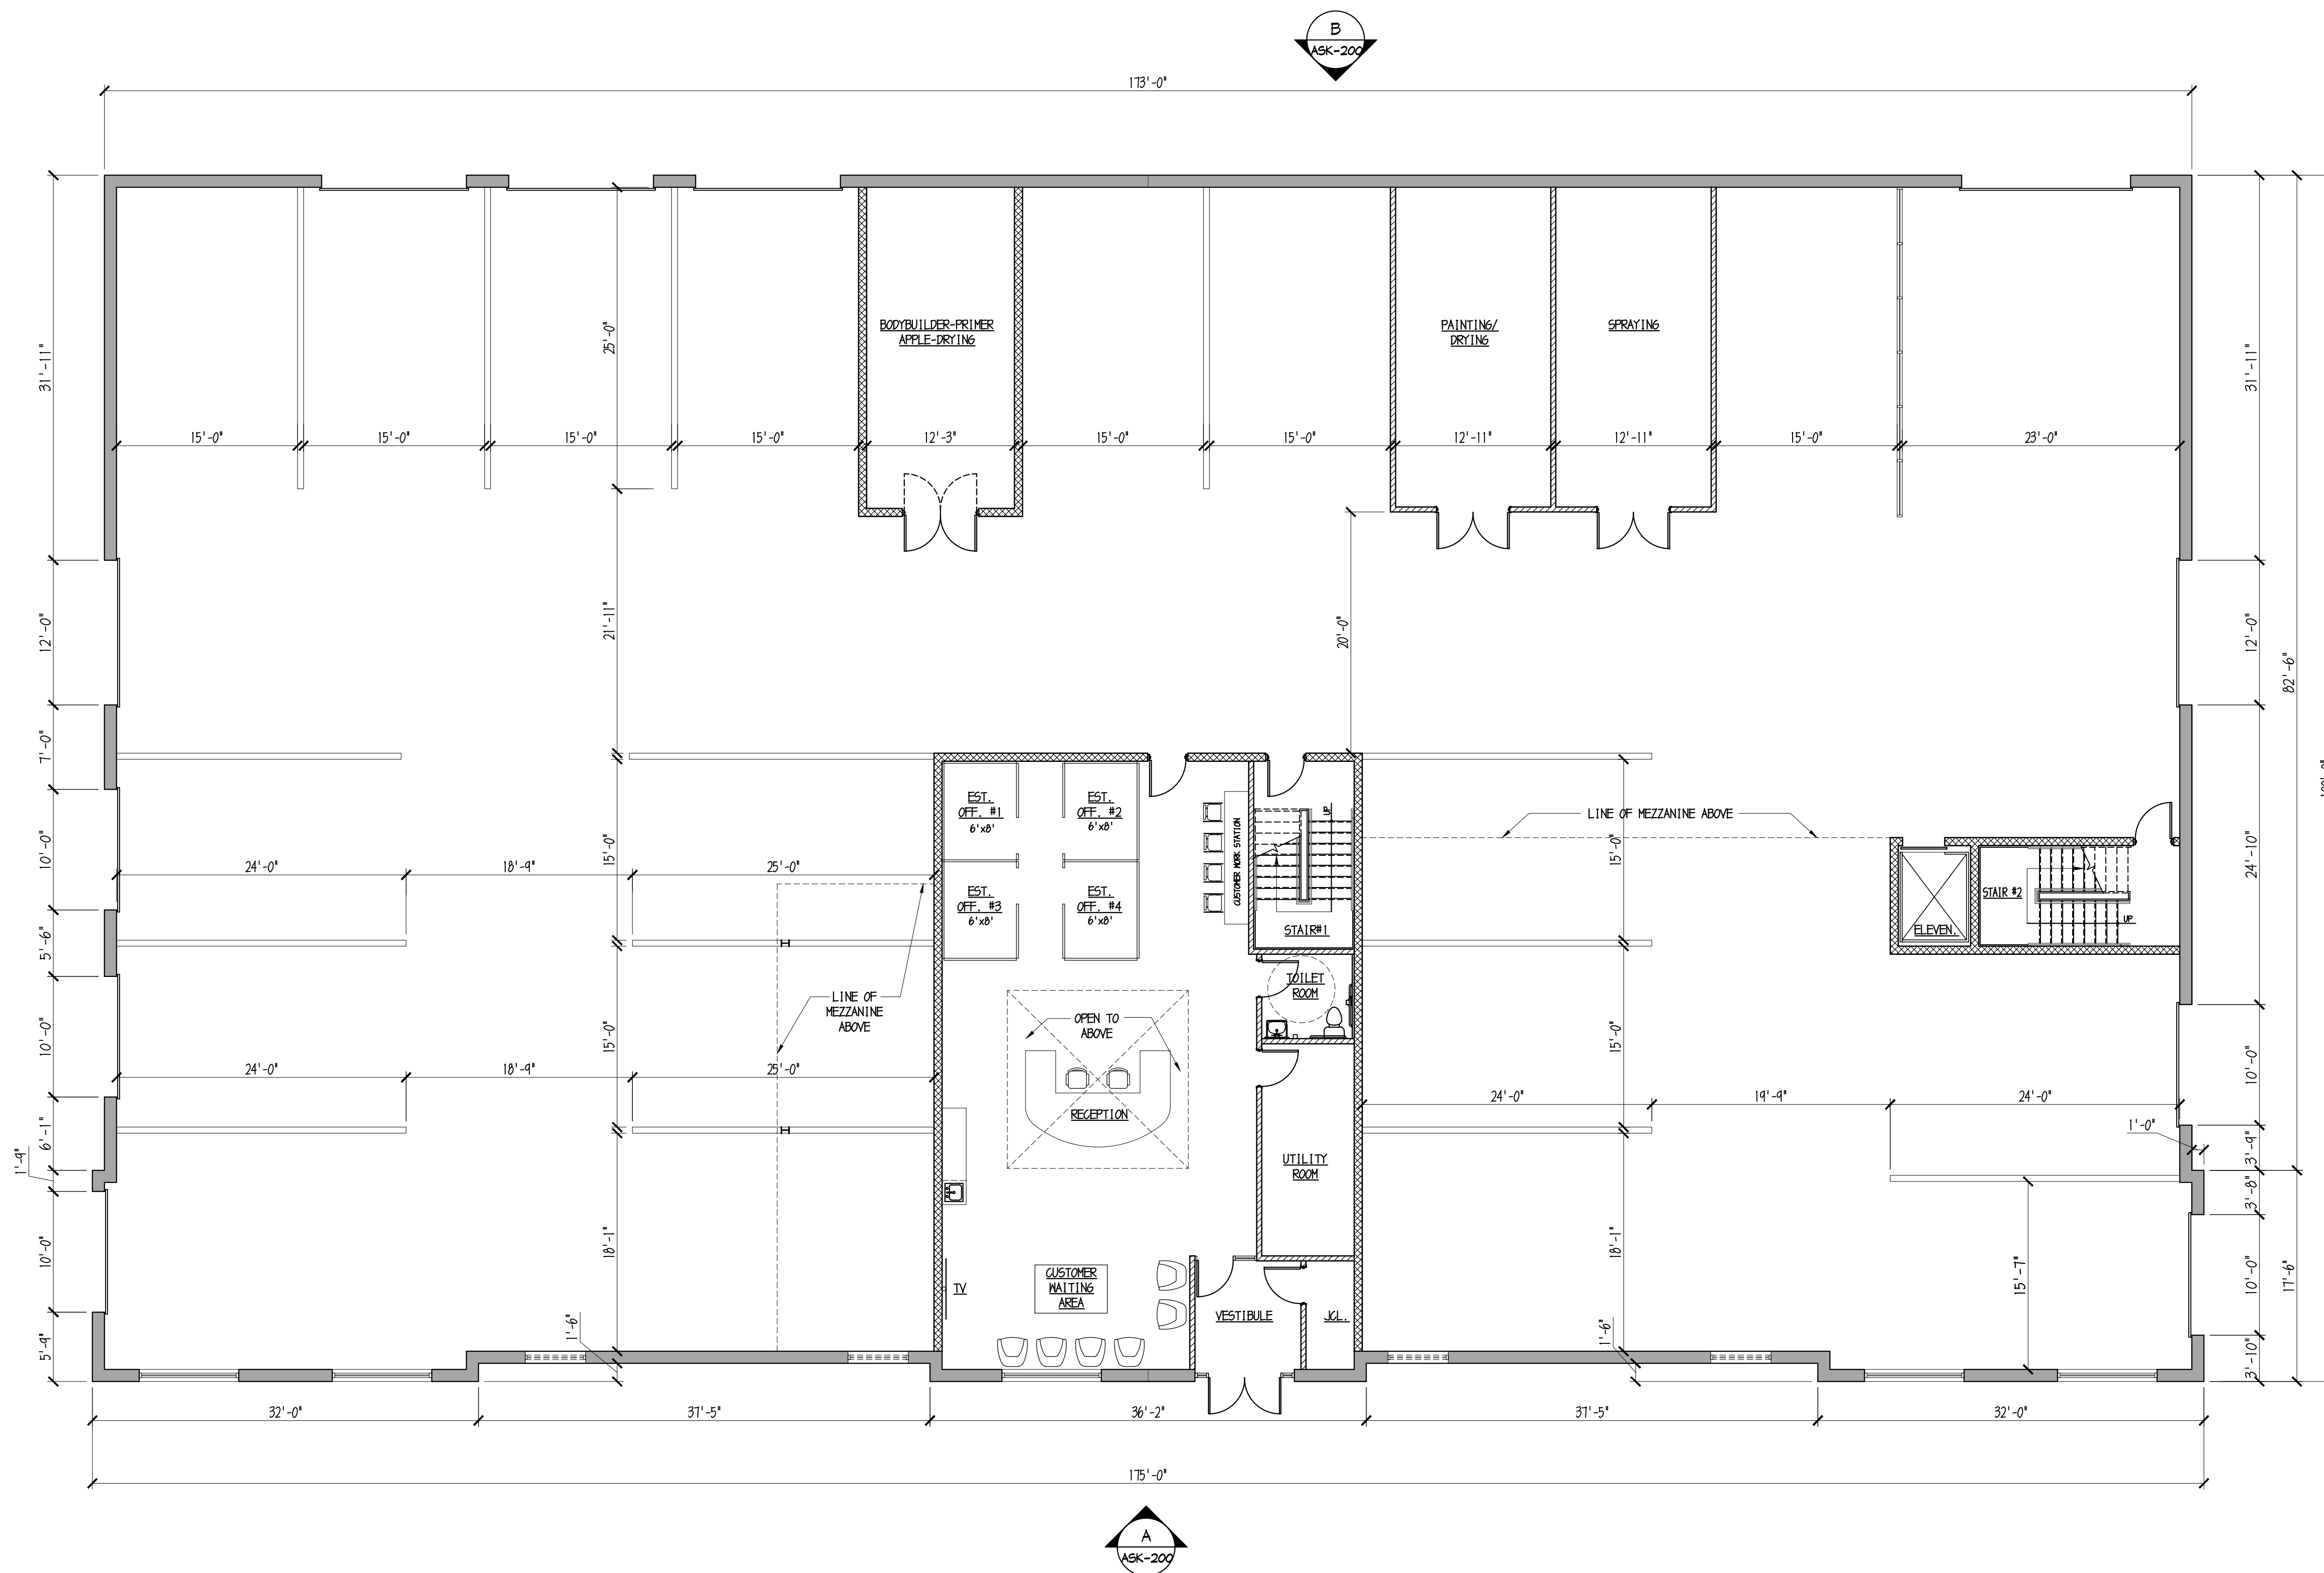 B
ASK-200
173'-0"
31'-11"
25'-0"
BODYBUILDER-PRIMER
APPLE-DRYING
PAINTING/
DRYING
SPRAYING
31'-11"
15'-0"
15'-0"
15'-0"
15'-0"
12'-3"
15'-0"
15'-0"
12'-11"
12'-11"
15'-0"
23'-0"
12'-0"
21'-11"
20'-0"
12'-0"
82'-6"
7'-0"
10'-0"
15'-0"
EST.
OFF. #1
6'x8'
EST.
OFF. #2
6'x8'
CUSTOMER WORK STATION
UP
15'-0"
LINE OF MEZZANINE ABOVE
24'-10"
24'-0"
18'-9"
25'-0"
EST.
OFF. #3
6'x8'
EST.
OFF. #4
6'x8'
STAIR#1
ELEVEN.
STAIR #2
UP
5'-6"
10'-0"
15'-0"
LINE OF
MEZZANINE
ABOVE
OPEN TO
ABOVE
TOILET
ROOM
15'-0"
10'-0"
24'-0"
18'-9"
25'-0"
RECEPTION
24'-0"
19'-9"
24'-0"
1'-0"
6'-1"
1'-9"
UTILITY
ROOM
3'-9"
3'-8"
10'-0"
18'-1"
TV
CUSTOMER
WAITING
AREA
VESTIBULE
JCL.
18'-1"
15'-7"
10'-0"
17'-6"
5'-9"
1'-6"
1'-6"
3'-10"
32'-0"
37'-5"
36'-2"
37'-5"
32'-0"
175'-0"
A
ASK-200